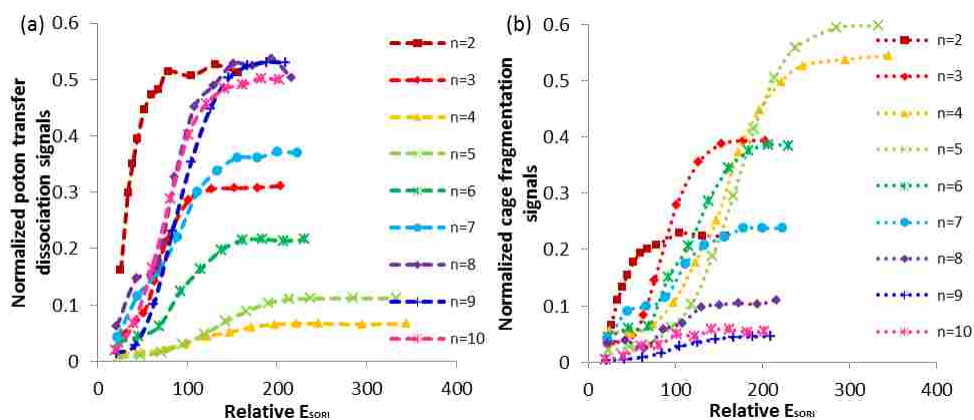 (a)
Normalized poton transfer
dissociation signals
0.6
0.5
0.4
0.3
0.2
0.1
0
0
100
200
300
400
Relative ESORI
n=2
n=3
n=4
n=5
n=6
n=7
n=8
n=9
n=10
(b)
Normalized cage fragmentation
signals
0.6
0.5
0.4
0.3
0.2
0.1
0
0
100
200
300
400
Relative ESORI
n=2
n=3
n=4
n=5
n=6
n=7
n=8
n=9
n=10